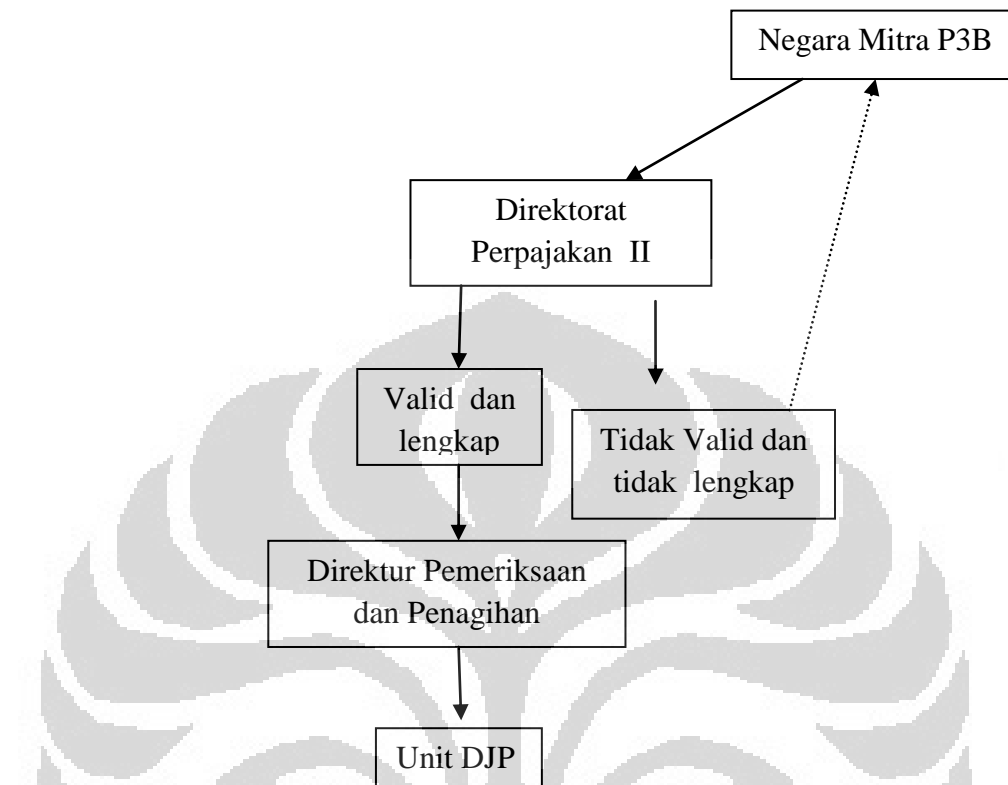 Negara Mitra P3B
Direktorat
Perpajakan II
Valid dan
lengkap
Tidak Valid dan
tidak lengkap
Direktur Pemeriksaan
dan Penagihan
Unit DJP